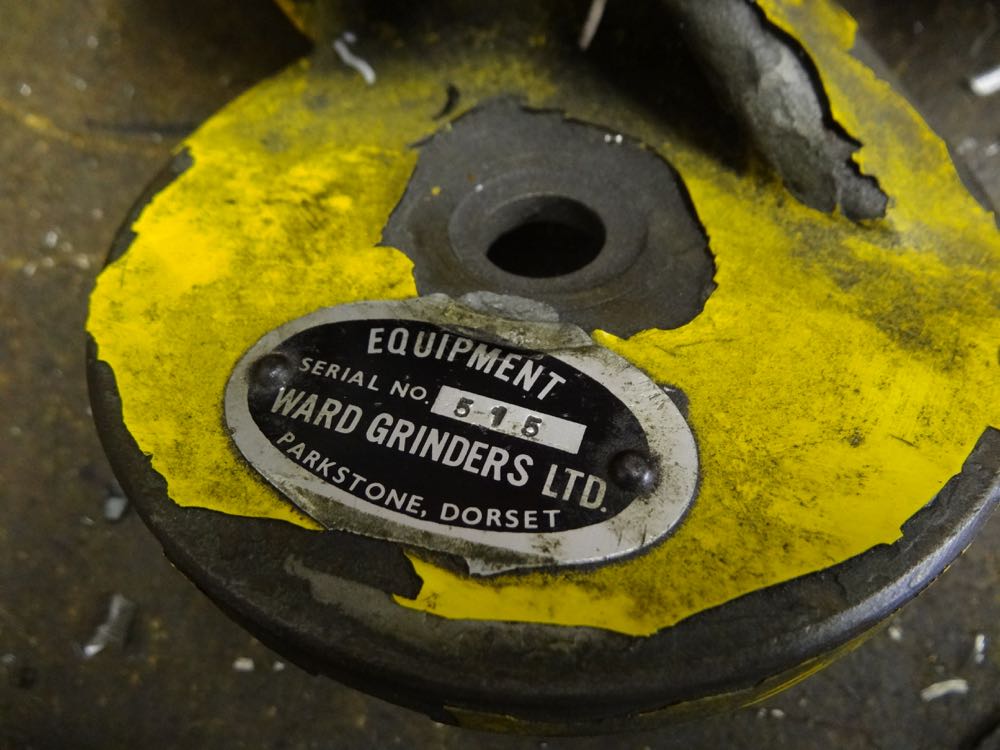 EQUIPMENT
SERIAL NO. 515
WARD GRINDERS LTD.
PARKSTONE, DORSET